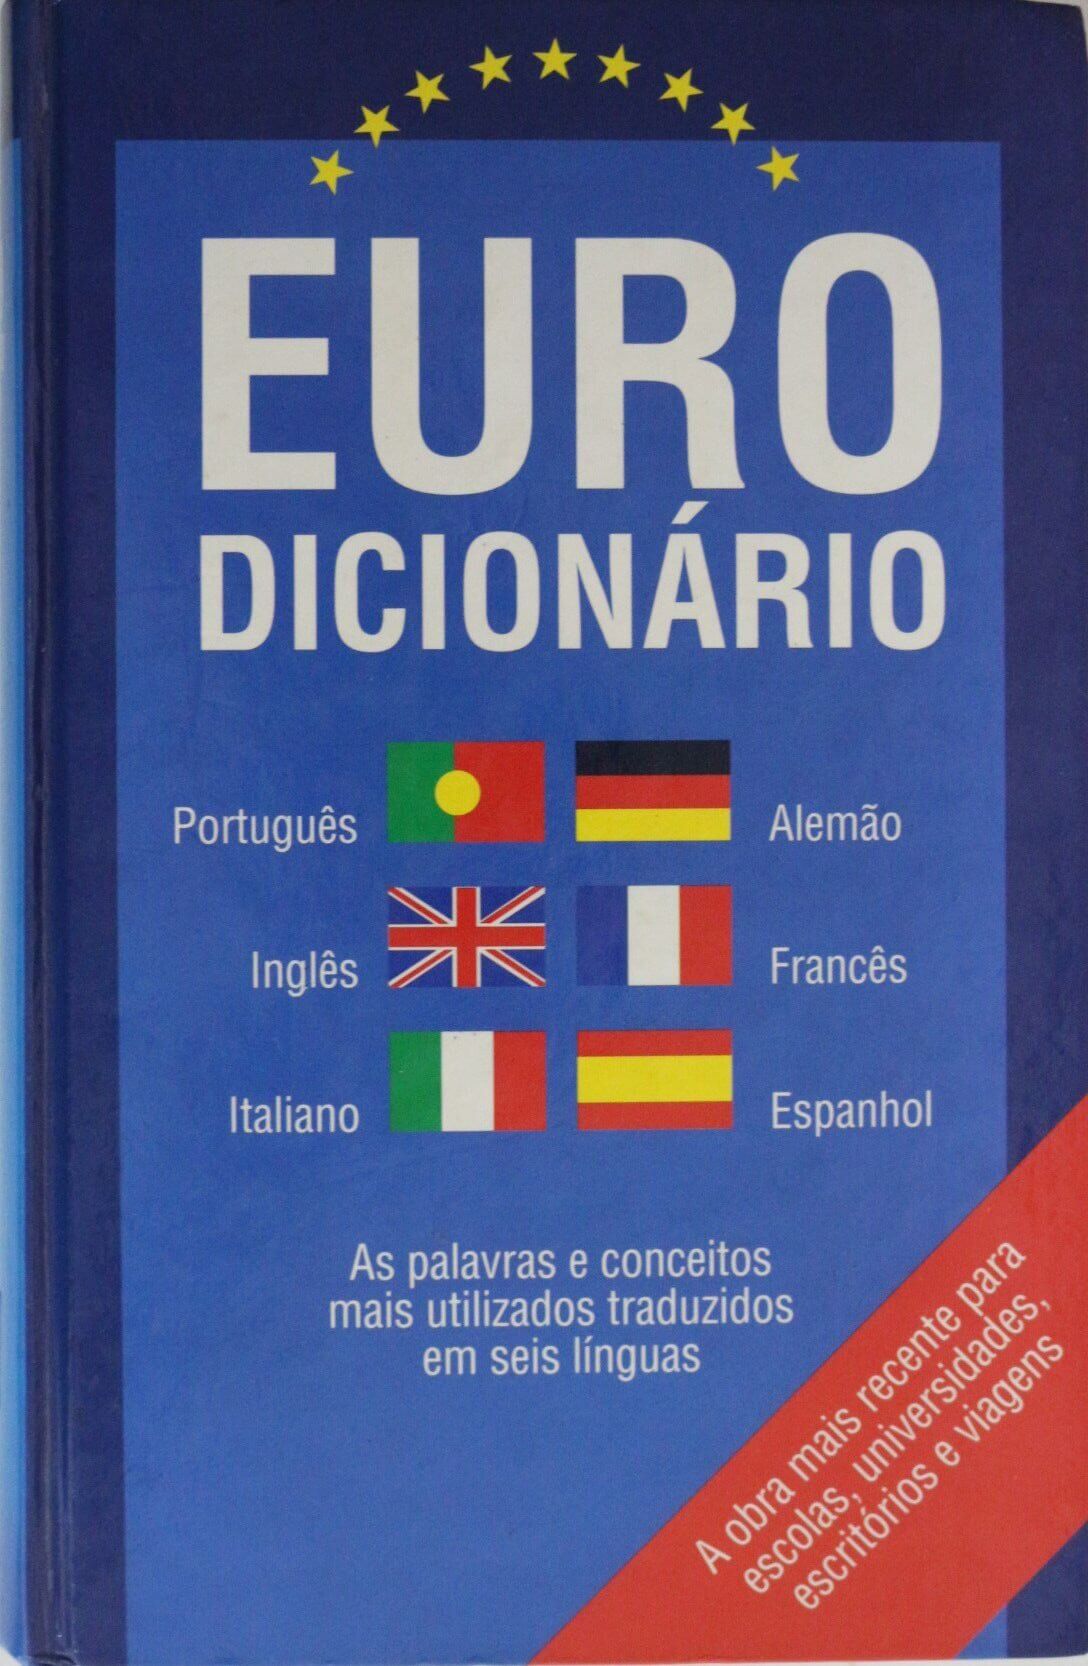 EURO
DICIONÁRIO
Português
Alemão
Inglês
Francês
Italiano
Espanhol
As palavras e conceitos
mais utilizados traduzidos
em seis línguas
A obra mais recente para
escolas, universidades,
escritórios e viagens